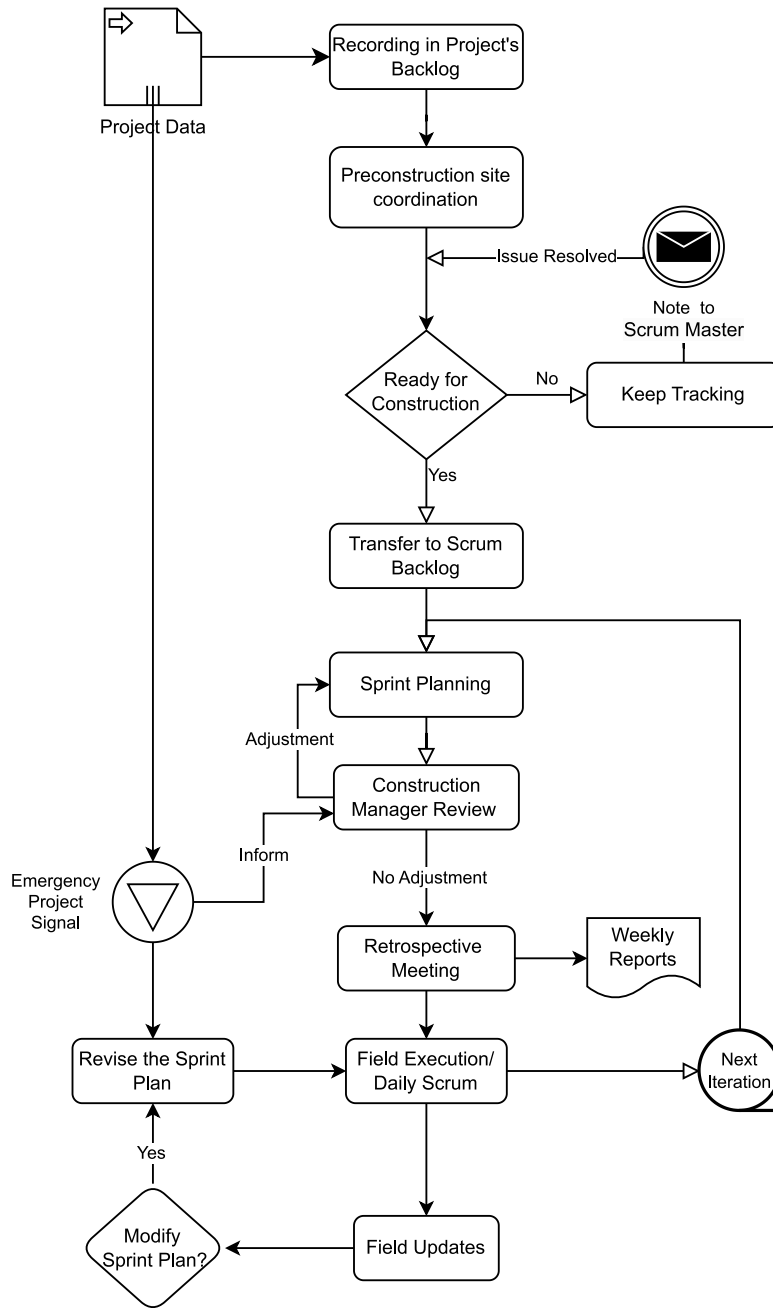 Project Data
Recording in Project's
Backlog
Preconstruction site
coordination
Issue Resolved
Note to
Scrum Master
Ready for
Construction
No
Keep Tracking
Yes
Transfer to Scrum
Backlog
Sprint Planning
Adjustment
Construction
Manager Review
Inform
No Adjustment
Emergency
Project
Signal
Retrospective
Meeting
Weekly
Reports
Revise the Sprint
Plan
Field Execution/
Daily Scrum
Next
Iteration
Yes
Modify
Sprint Plan?
Field Updates